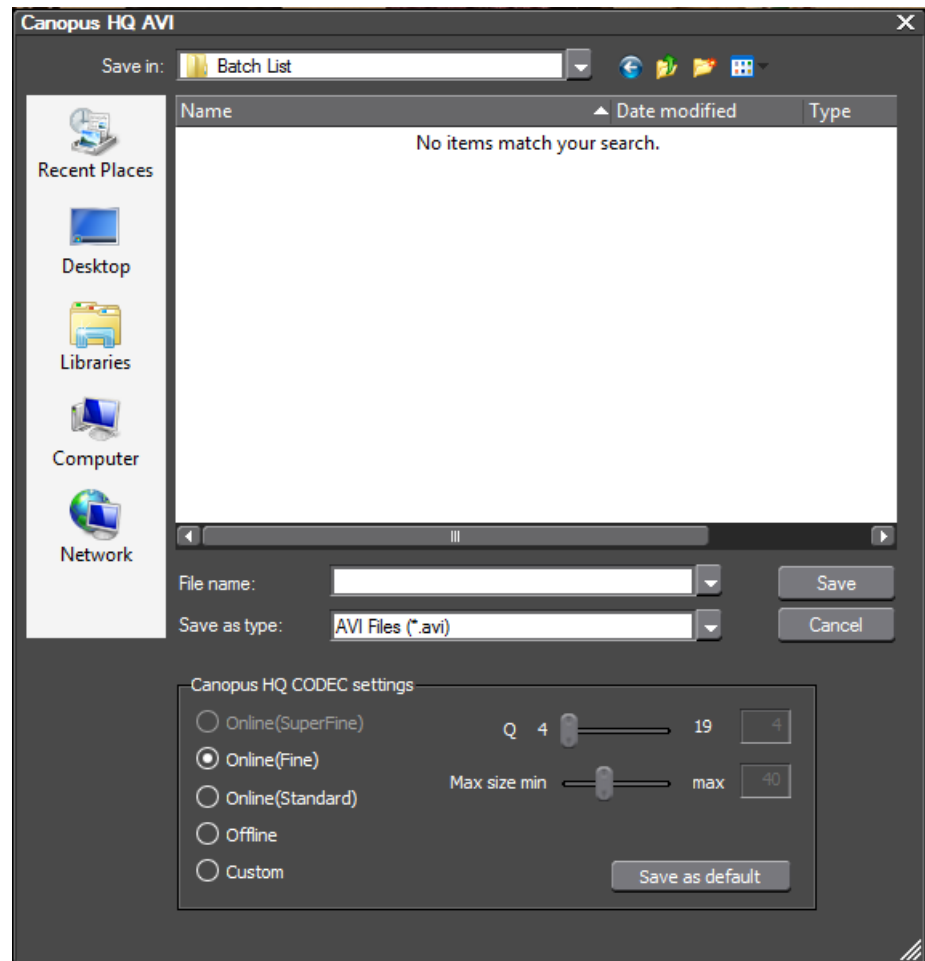 Canopus HQ AVI
Save in: Batch List
Name Date modified Type
No items match your search.
Recent Places
Desktop
Libraries
Computer
Network
File name: Save
Save as type: AVI Files (*.avi) Cancel
Canopus HQ CODEC settings
Online(SuperFine) Q 4 19 4
Online(Fine)
Max size min max 40
Online(Standard)
Offline
Custom
Save as default